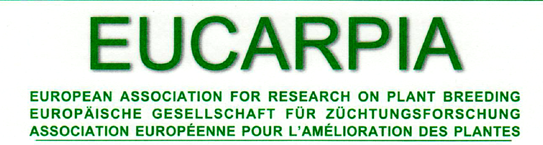 EUCARPIA
EUROPEAN ASSOCIATION FOR RESEARCH ON PLANT BREEDING
EUROPÄISCHE GESELLSCHAFT FÜR ZÜCHTUNGSFORSCHUNG
ASSOCIATION EUROPÉENNE POUR L'AMÉLIORATION DES PLANTES